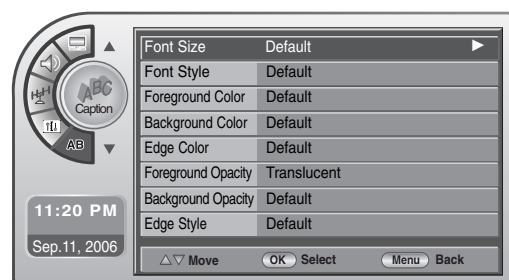 Font Size Default
Font Style Default
Foreground Color Default
Background Color Default
Edge Color Default
Foreground Opacity Translucent
Background Opacity Default
Edge Style Default
△▽ Move OK Select Menu Back
ABC
Caption
AB
11:20 PM
Sep.11, 2006